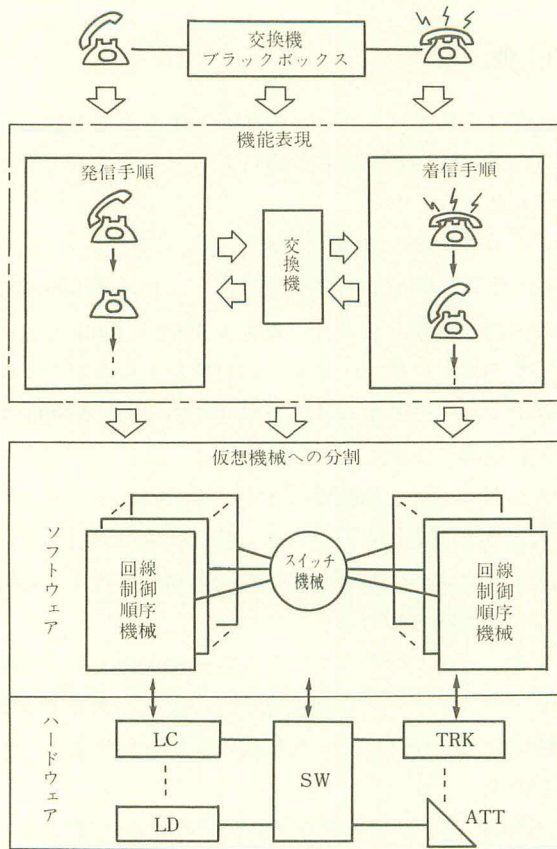 交換機
ブラックボックス
機能表現
発信手順
交換機
着信手順
仮想機械への分割
ソフトウェア
回線
制御
順序
機械
スイッチ
機械
回線
制御
順序
機械
ハードウェア
LC
SW
TRK
LD
ATT